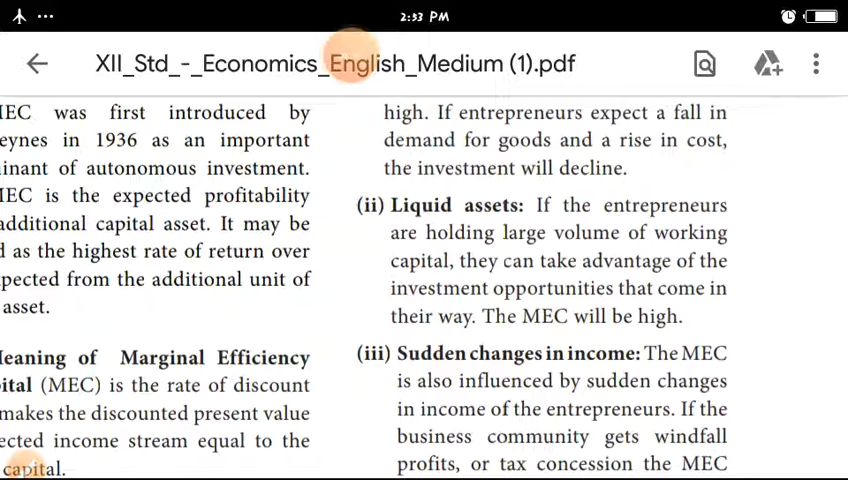 2:53 PM
XII_Std_-_Economics_English_Medium (1).pdf
MEC was first introduced by
eynes in 1936 as an important
inant of autonomous investment.
MEC is the expected profitability
additional capital asset. It may be
d as the highest rate of return over
pected from the additional unit of
asset.
eaning of Marginal Efficiency
ital (MEC) is the rate of discount
makes the discounted present value
ected income stream equal to the
capital.
high. If entrepreneurs expect a fall in
demand for goods and a rise in cost,
the investment will decline.
(ii) Liquid assets: If the entrepreneurs
are holding large volume of working
capital, they can take advantage of the
investment opportunities that come in
their way. The MEC will be high.
(iii) Sudden changes in income: The MEC
is also influenced by sudden changes
in income of the entrepreneurs. If the
business community gets windfall
profits, or tax concession the MEC